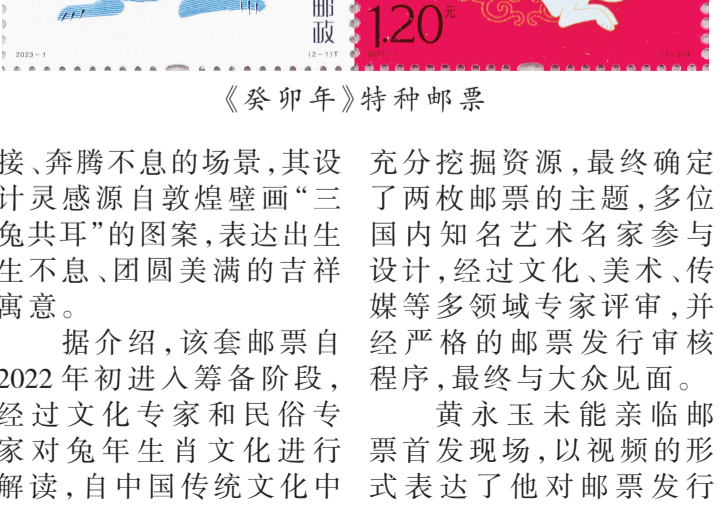 邮
政
2023-1
(2-1)T
1.20元
2023-1
(2-2)T
《癸卯年》特种邮票
接、奔腾不息的场景，其设
计灵感源自敦煌壁画“三
兔共耳”的图案，表达出生
生不息、团圆美满的吉祥
寓意。
据介绍，该套邮票自
2022年初进入筹备阶段，
经过文化专家和民俗专
家对兔年生肖文化进行
解读，自中国传统文化中
充分挖掘资源，最终确定
了两枚邮票的主题，多位
国内知名艺术名家参与
设计，经过文化、美术、传
媒等多领域专家评审，并
经严格的邮票发行审核
程序，最终与大众见面。
黄永玉未能亲临邮
票首发现场，以视频的形
式表达了他对邮票发行